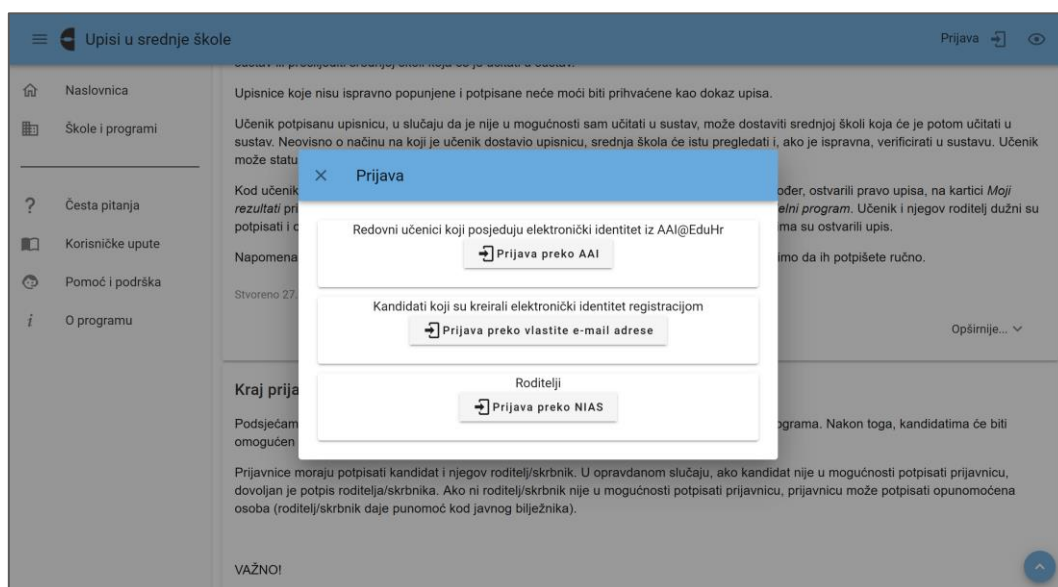 Upisi u srednje škole
Prijava
Naslovnica
Škole i programi
Česta pitanja
Korisničke upute
Pomoć i podrška
O programu
Upisnice koje nisu ispravno popunjene i potpisane neće moći biti prihvaćene kao dokaz upisa.
Učenik potpisanu upisnicu, u slučaju da je nije u mogućnosti sam učitati u sustav, može dostaviti srednjoj školi koja će je potom učitati u
sustav. Neovisno o načinu na koji je učenik dostavio upisnicu, srednja škola će istu pregledati i, ako je ispravna, verificirati u sustavu. Učenik
može statu
Kod učenik ođer, ostvarili pravo upisa, na kartici Moji
rezultati pri elni program. Učenik i njegov roditelj dužni su
potpisati i d ma su ostvarili upis.
Napomena imo da ih potpišete ručno.
Stvoreno 27.
Opširnije...
Prijava
Redovni učenici koji posjeduju elektronički identitet iz AAI@EduHr
Prijava preko AAI
Kandidati koji su kreirali elektronički identitet registracijom
Prijava preko vlastite e-mail adrese
Roditelji
Prijava preko NIAS
Kraj prija
Podsjećam ograma. Nakon toga, kandidatima će biti
omogućen
Prijavnice moraju potpisati kandidat i njegov roditelj/skrbnik. U opravdanom slučaju, ako kandidat nije u mogućnosti potpisati prijavnicu,
dovoljan je potpis roditelja/skrbnika. Ako ni roditelj/skrbnik nije u mogućnosti potpisati prijavnicu, prijavnicu može potpisati opunomoćena
osoba (roditelj/skrbnik daje punomoć kod javnog bilježnika).
VAŽNO!